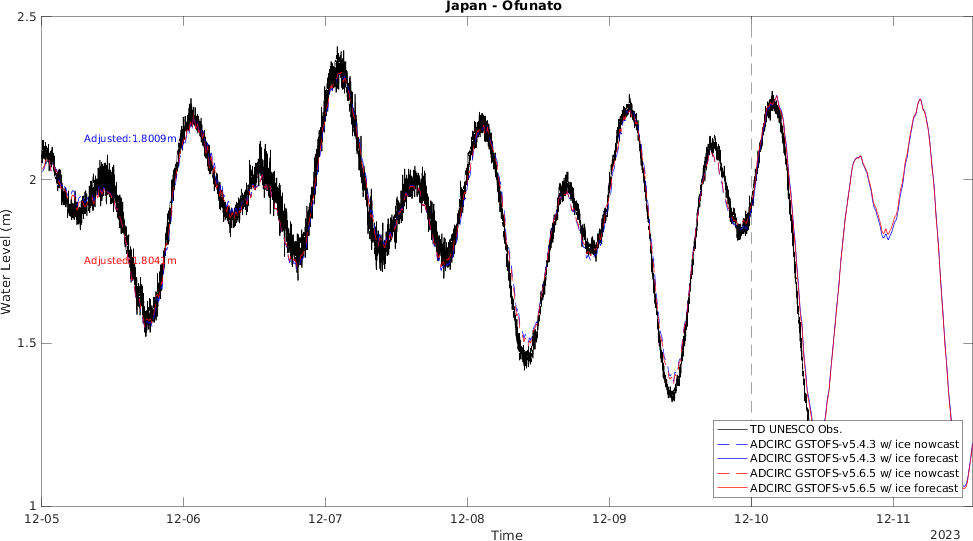 Japan - Ofunato
2.5
2
1.5
1
Water Level (m)
Adjusted:1.8009m
Adjusted:1.8041m
TD UNESCO Obs.
ADCIRC GSTOFS-v5.4.3 w/ ice nowcast
ADCIRC GSTOFS-v5.4.3 w/ ice forecast
ADCIRC GSTOFS-v5.6.5 w/ ice nowcast
ADCIRC GSTOFS-v5.6.5 w/ ice forecast
12-05 12-06 12-07 12-08 12-09 12-10 12-11
Time
2023